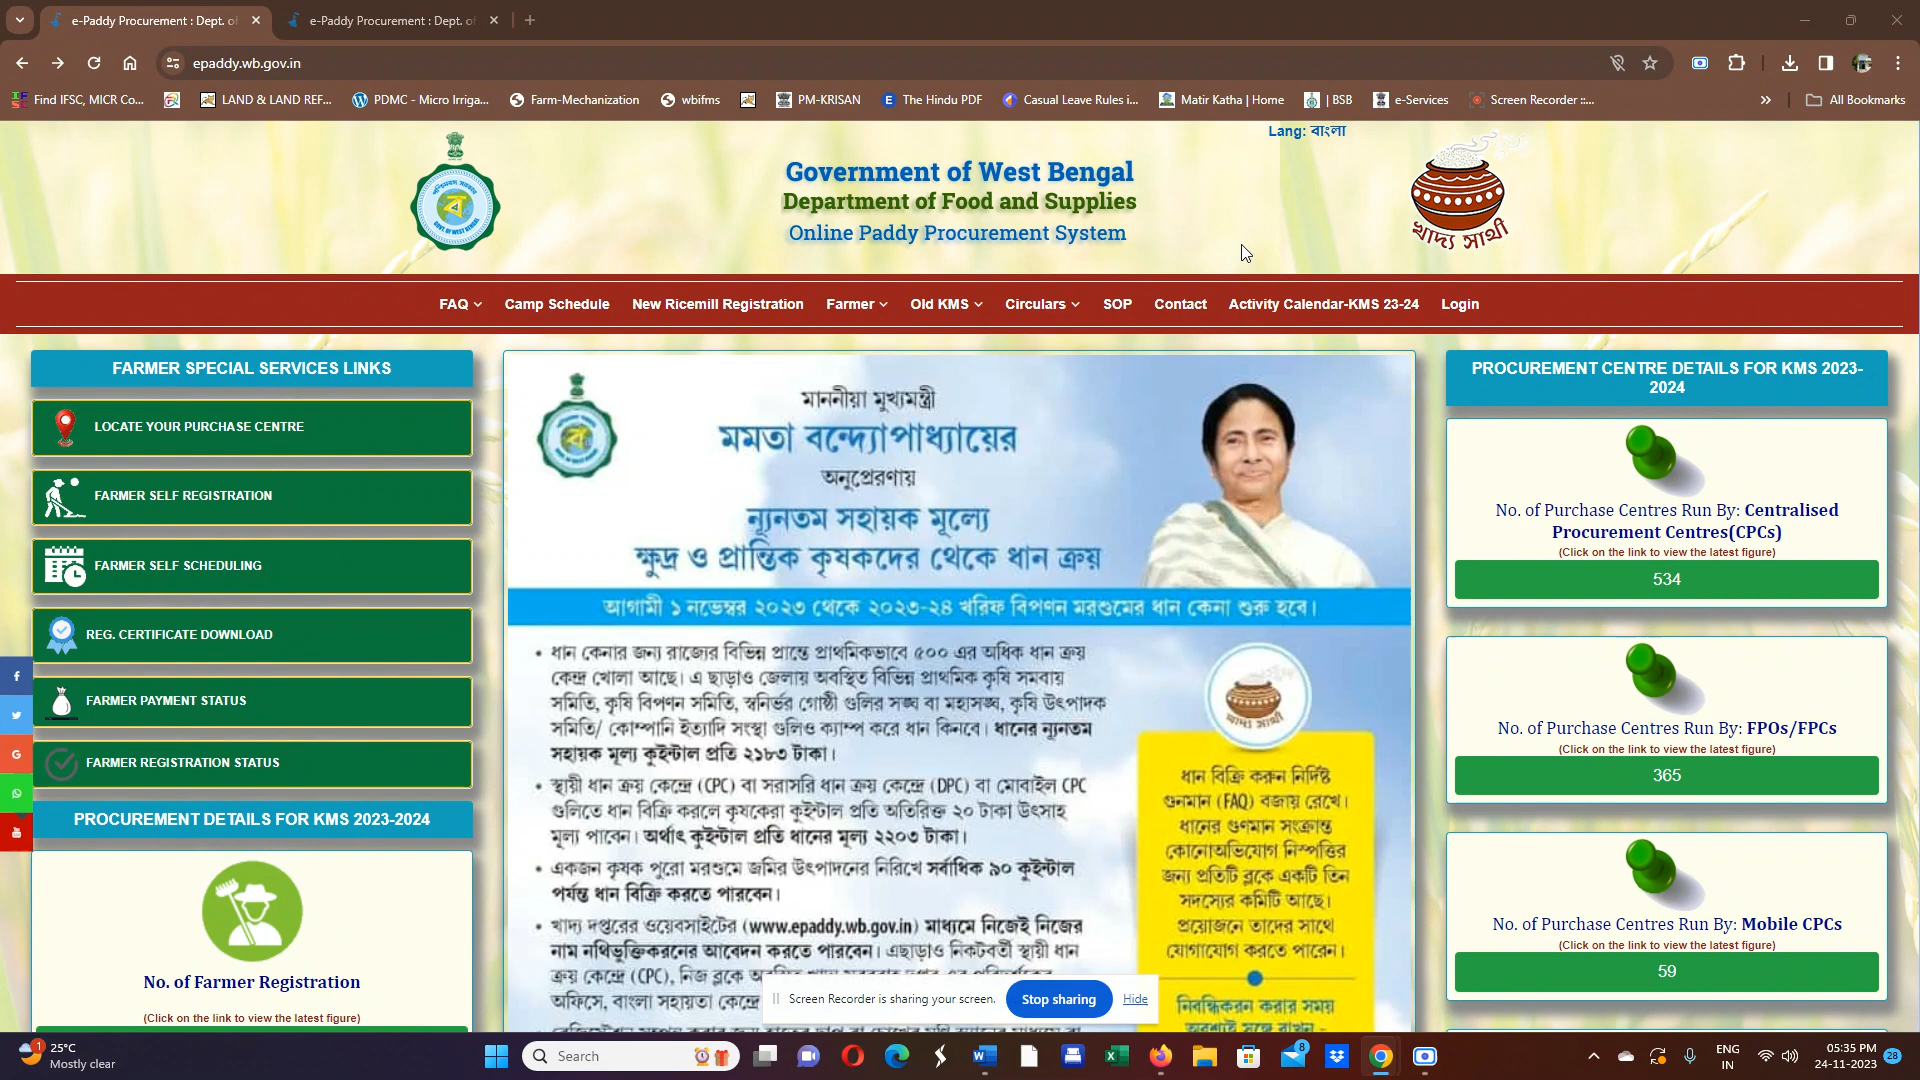 e-Paddy Procurement : Dept. of
e-Paddy Procurement : Dept. of
epaddy.wb.gov.in
Find IFSC, MICR Co...
LAND & LAND REF...
PDMC - Micro Irriga...
Farm-Mechanization
wbifms
PM-KRISAN
The Hindu PDF
Casual Leave Rules i...
Matir Katha | Home
| BSB
e-Services
Screen Recorder ::...
All Bookmarks
Lang: বাংলা
Government of West Bengal
Department of Food and Supplies
Online Paddy Procurement System
খাদ্য সাথী
FAQ
Camp Schedule
New Ricemill Registration
Farmer
Old KMS
Circulars
SOP
Contact
Activity Calendar-KMS 23-24
Login
FARMER SPECIAL SERVICES LINKS
LOCATE YOUR PURCHASE CENTRE
FARMER SELF REGISTRATION
FARMER SELF SCHEDULING
REG. CERTIFICATE DOWNLOAD
FARMER PAYMENT STATUS
FARMER REGISTRATION STATUS
PROCUREMENT DETAILS FOR KMS 2023-2024
No. of Farmer Registration
(Click on the link to view the latest figure)
মাননীয়া মুখ্যমন্ত্রী
মমতা বন্দ্যোপাধ্যায়ের
অনুপ্রেরণায়
ন্যূনতম সহায়ক মূল্যে
ক্ষুদ্র ও প্রান্তিক কৃষকদের থেকে ধান ক্রয়
আগামী ১ নভেম্বর ২০২৩ থেকে ২০২৩-২৪ খরিফ বিপণন মরশুমের ধান কেনা শুরু হবে।
• ধান কেনার জন্য রাজ্যের বিভিন্ন প্রান্তে প্রাথমিকভাবে ৫০০ এর অধিক ধান ক্রয়
কেন্দ্র খোলা আছে। এ ছাড়াও জেলায় অবস্থিত বিভিন্ন প্রাথমিক কৃষি সমবায়
সমিতি, কৃষি বিপণন সমিতি, স্বনির্ভর গোষ্ঠী গুলির সঙ্ঘ বা মহাসঙ্ঘ, কৃষি উৎপাদক
সমিতি/ কোম্পানি ইত্যাদি সংস্থা গুলিও ক্যাম্প করে ধান কিনবে। ধানের ন্যূনতম
সহায়ক মূল্য কুইন্টাল প্রতি ২১৮৩ টাকা।
• স্থায়ী ধান ক্রয় কেন্দ্রে (CPC) বা সরাসরি ধান ক্রয় কেন্দ্রে (DPC) বা মোবাইল CPC
গুলিতে ধান বিক্রি করলে কৃষকেরা কুইন্টাল প্রতি অতিরিক্ত ২০ টাকা উৎসাহ
মূল্য পাবেন। অর্থাৎ কুইন্টাল প্রতি ধানের মূল্য ২২০৩ টাকা।
• একজন কৃষক পুরো মরশুমে জমির উৎপাদনের নিরিখে সর্বাধিক ৯০ কুইন্টাল
পর্যন্ত ধান বিক্রি করতে পারবেন।
• খাদ্য দপ্তরের ওয়েবসাইটের (www.epaddy.wb.gov.in) মাধ্যমে নিজেই নিজের
নাম নথিভুক্তিকরনের আবেদন করতে পারবেন। এছাড়াও নিকটবর্তী স্থায়ী ধান
ক্রয় কেন্দ্রে (CPC), নিজ ব্লকে
অফিসে, বাংলা সহায়তা কেন্দ্রে
খাদ্য সাথী
ধান বিক্রি করুন নির্দিষ্ট
গুনমান (FAQ) বজায় রেখে।
ধানের গুণমান সংক্রান্ত
কোনোঅভিযোগ নিস্পত্তির
জন্য প্রতিটি ব্লকে একটি তিন
সদস্যের কমিটি আছে।
প্রয়োজনে তাদের সাথে
যোগাযোগ করতে পারেন।
নিবন্ধিকরন করার সময়
অবশ্যই সঙ্গে রাখুন -
PROCUREMENT CENTRE DETAILS FOR KMS 2023-
2024
No. of Purchase Centres Run By: Centralised
Procurement Centres(CPCs)
(Click on the link to view the latest figure)
534
No. of Purchase Centres Run By: FPOs/FPCs
(Click on the link to view the latest figure)
365
No. of Purchase Centres Run By: Mobile CPCs
(Click on the link to view the latest figure)
59
Screen Recorder is sharing your screen.
Stop sharing
Hide
25°C
Mostly clear
Search
ENG
IN
05:35 PM
24-11-2023
28